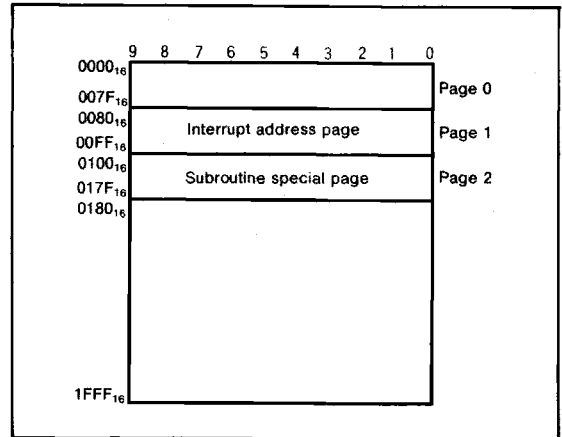 9 8 7 6 5 4 3 2 1 0
0000₁₆
Page 0
007F₁₆
0080₁₆
Interrupt address page Page 1
00FF₁₆
0100₁₆
Subroutine special page Page 2
017F₁₆
0180₁₆
1FFF₁₆